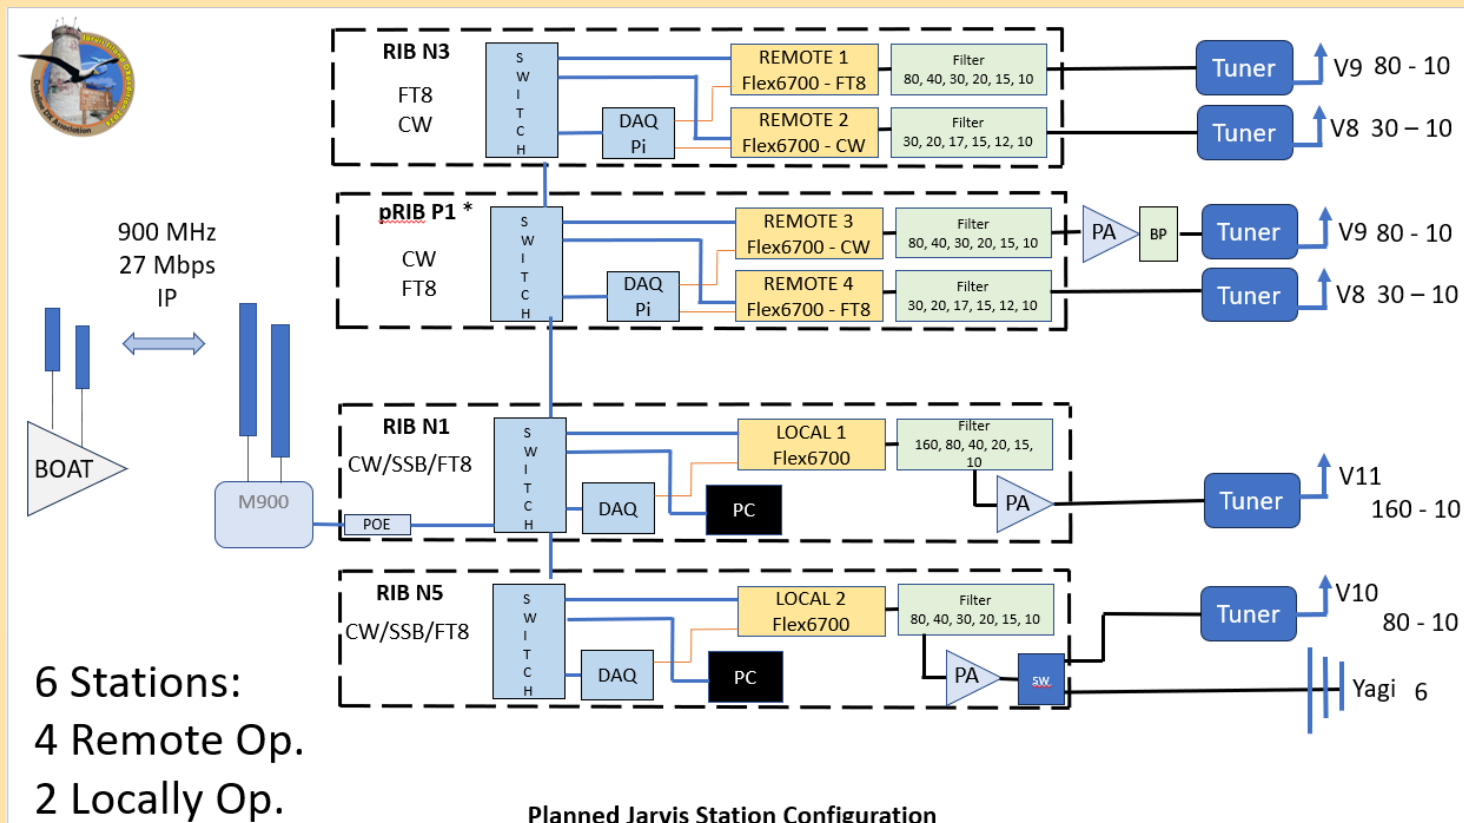 RIB N3
FT8
CW
SWITCH
DAQ
Pi
REMOTE 1
Flex6700 - FT8
Filter
80, 40, 30, 20, 15, 10
Tuner
V9 80 - 10
REMOTE 2
Flex6700 - CW
Filter
30, 20, 17, 15, 12, 10
Tuner
V8 30 – 10
pRIB P1 *
CW
FT8
SWITCH
DAQ
Pi
REMOTE 3
Flex6700 - CW
Filter
80, 40, 30, 20, 15, 10
PA
BP
Tuner
V9 80 - 10
REMOTE 4
Flex6700 - FT8
Filter
30, 20, 17, 15, 12, 10
Tuner
V8 30 – 10
900 MHz
27 Mbps
IP
BOAT
M900
POE
RIB N1
CW/SSB/FT8
SWITCH
DAQ
PC
LOCAL 1
Flex6700
Filter
160, 80, 40, 20, 15,
10
PA
Tuner
V11
160 - 10
RIB N5
CW/SSB/FT8
SWITCH
DAQ
PC
LOCAL 2
Flex6700
Filter
80, 40, 30, 20, 15, 10
PA
SW
Tuner
V10
80 - 10
Yagi 6
6 Stations:
4 Remote Op.
2 Locally Op.
Planned Jarvis Station Configuration